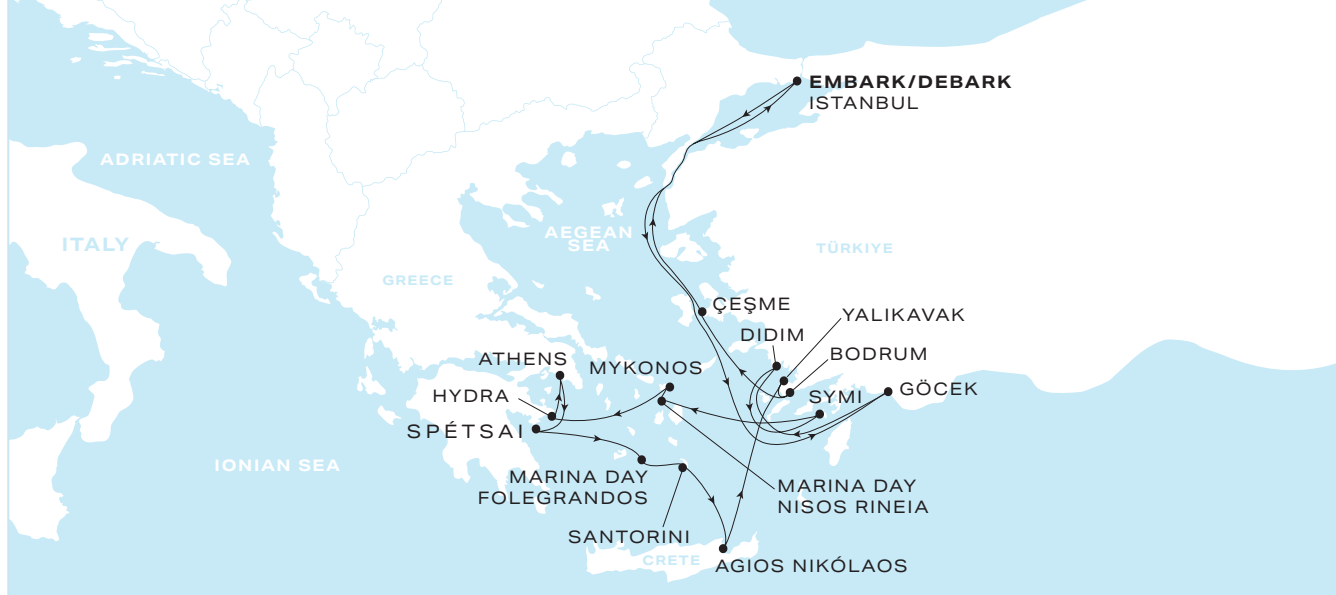 EMBARK/DEBARK
ISTANBUL
ADRIATIC SEA
ITALY
AEGEAN
SEA
TÜRKIYE
GREECE
ÇEŞME
YALIKAVAK
DIDIM
BODRUM
ATHENS
MYKONOS
GÖCEK
HYDRA
SYMI
SPÉTSAI
IONIAN SEA
MARINA DAY
FOLEGRANDOS
MARINA DAY
NISOS RINEIA
SANTORINI
CRETE
AGIOS NIKÓLAOS